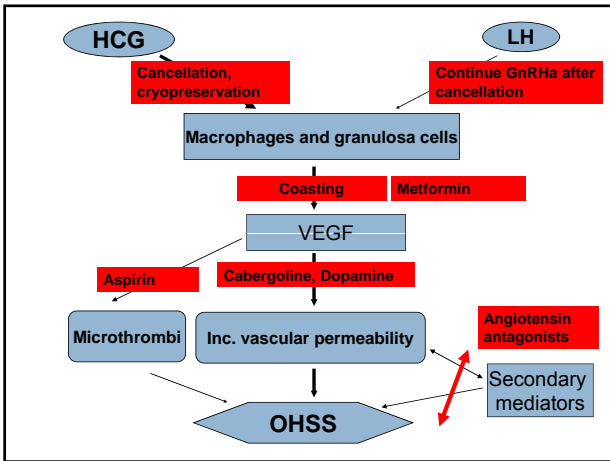 HCG
LH
Cancellation,
cryopreservation
Continue GnRHa after
cancellation
Macrophages and granulosa cells
Coasting
Metformin
VEGF
Aspirin
Cabergoline, Dopamine
Microthrombi
Inc. vascular permeability
Angiotensin
antagonists
Secondary
mediators
OHSS